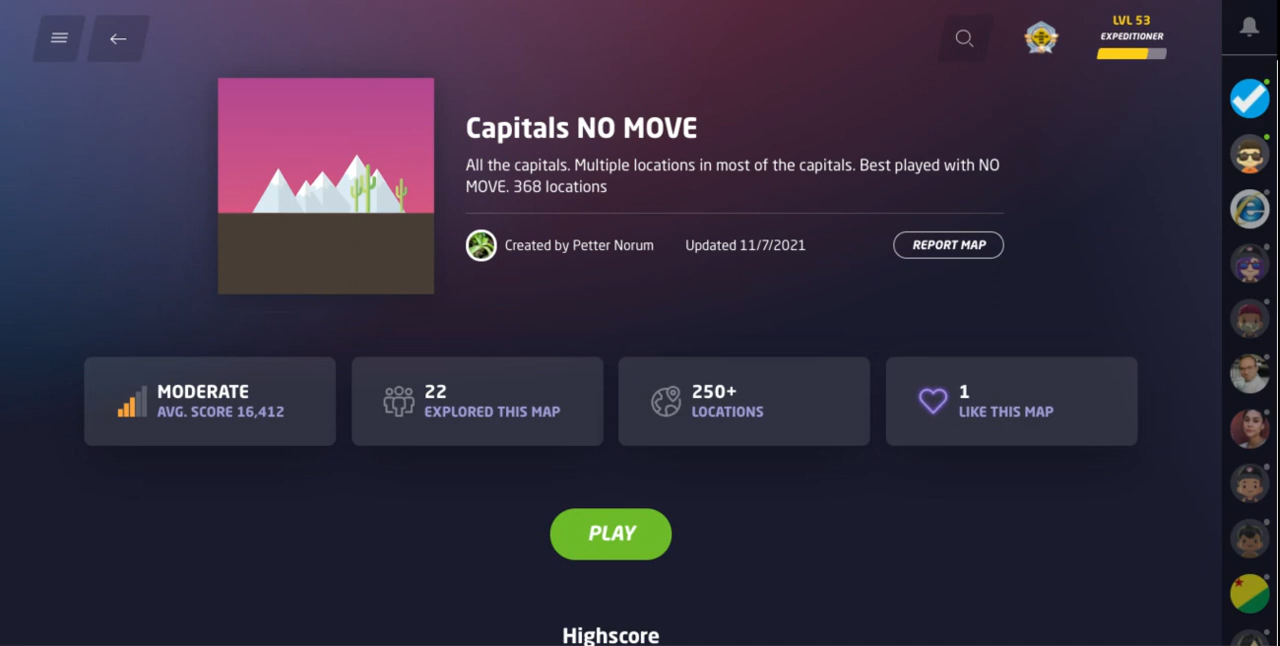 LVL 53
EXPEDITIONER
Capitals NO MOVE
All the capitals. Multiple locations in most of the capitals. Best played with NO
MOVE. 368 locations
Created by Petter Norum
Updated 11/7/2021
REPORT MAP
MODERATE
AVG. SCORE 16,412
22
EXPLORED THIS MAP
250+
LOCATIONS
1
LIKE THIS MAP
PLAY
Highscore